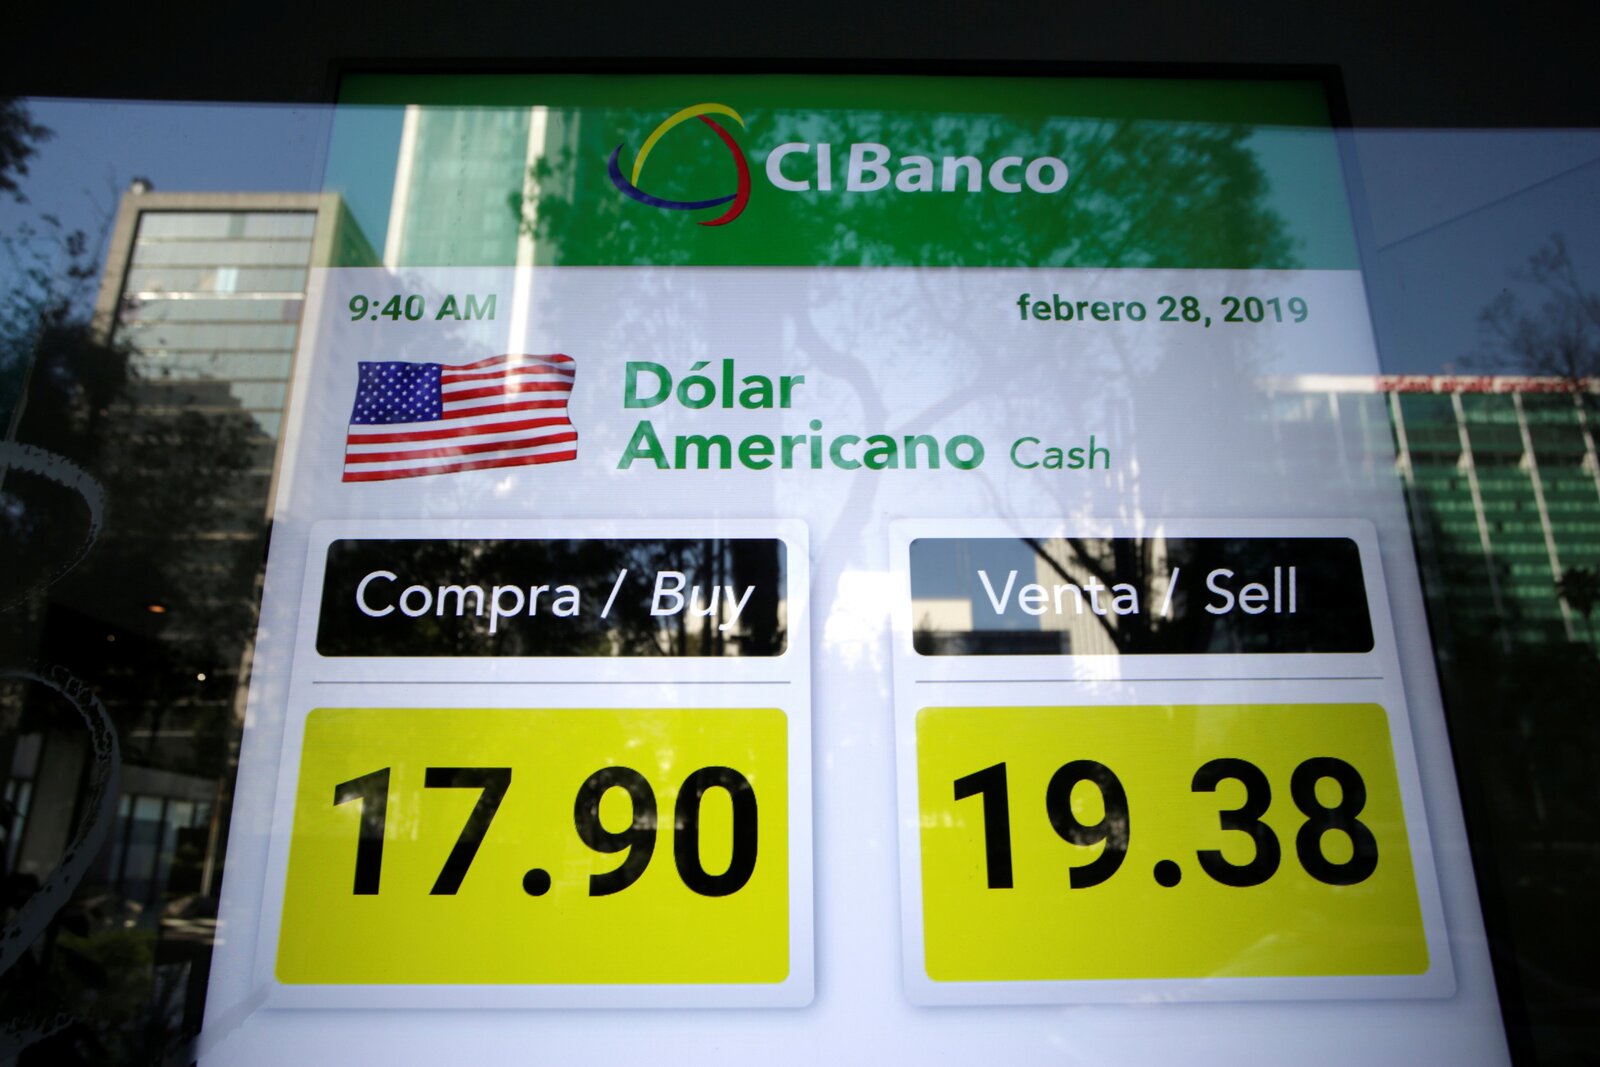 CIBanco
9:40 AM febrero 28, 2019
Dólar
Americano Cash
Compra / Buy Venta / Sell
17.90 19.38